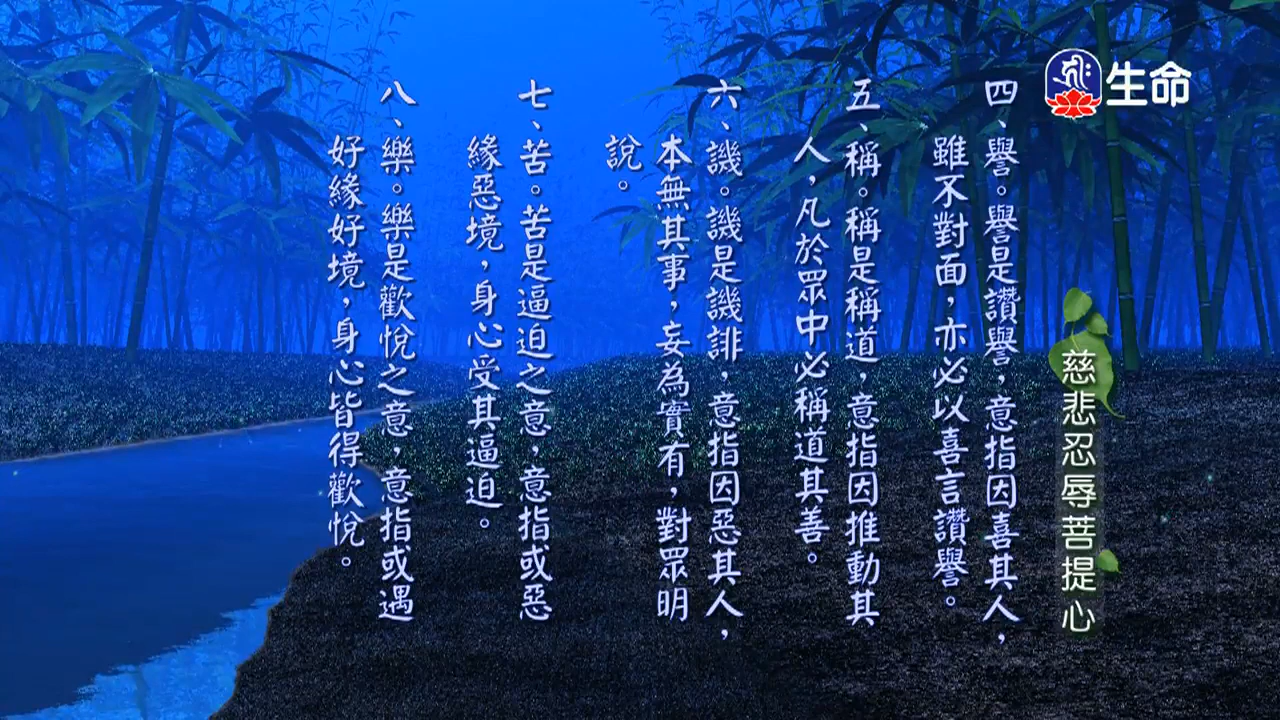 生命
慈悲忍辱菩提心
四、譽。譽是讚譽，意指因喜其人，
雖不對面，亦必以喜言讚譽。
五、稱。稱是稱道，意指因推動其
人，凡於眾中必稱道其善。
六、譏。譏是譏誹，意指因惡其人，
本無其事，妄為實有，對眾明
說。
七、苦。苦是逼迫之意，意指或惡
緣惡境，身心受其逼迫。
八、樂。樂是歡悅之意，意指或遇
好緣好境，身心皆得歡悅。